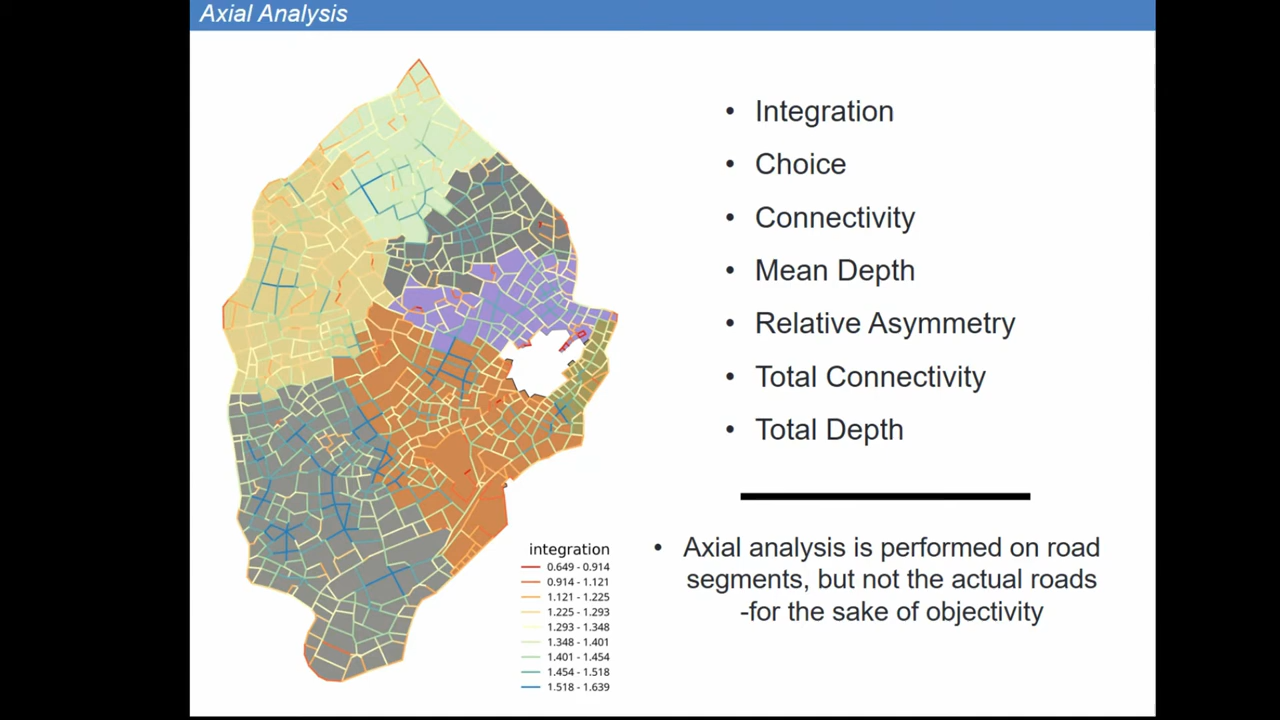 Axial Analysis
• Integration
• Choice
• Connectivity
• Mean Depth
• Relative Asymmetry
• Total Connectivity
• Total Depth
• Axial analysis is performed on road
segments, but not the actual roads
-for the sake of objectivity
integration
0.649 - 0.914
0.914 - 1.121
1.121 - 1.225
1.225 - 1.293
1.293 - 1.348
1.348 - 1.401
1.401 - 1.454
1.454 - 1.518
1.518 - 1.639